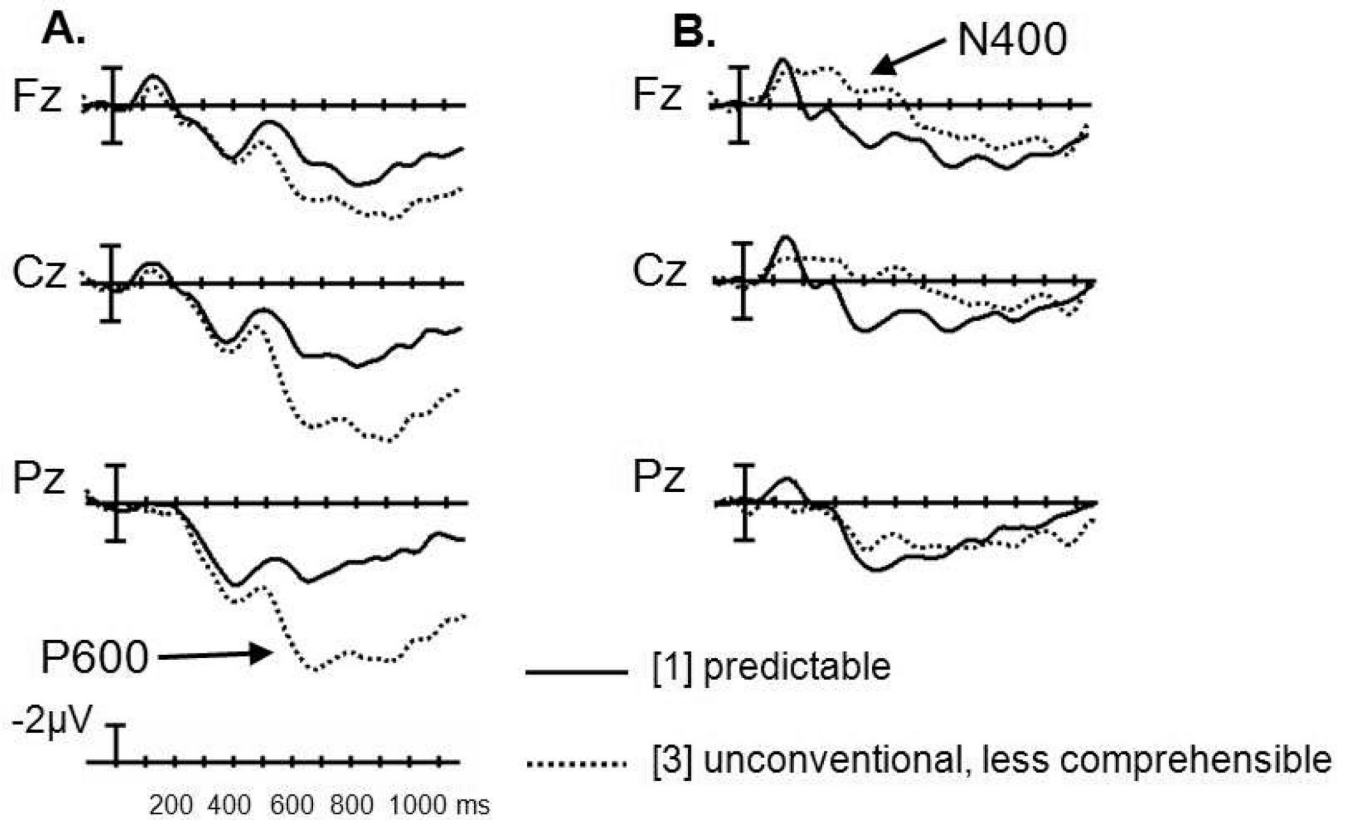 A.
Fz
Cz
Pz
P600
-2µV
200 400 600 800 1000 ms
B.
N400
Fz
Cz
Pz
[1] predictable
[3] unconventional, less comprehensible